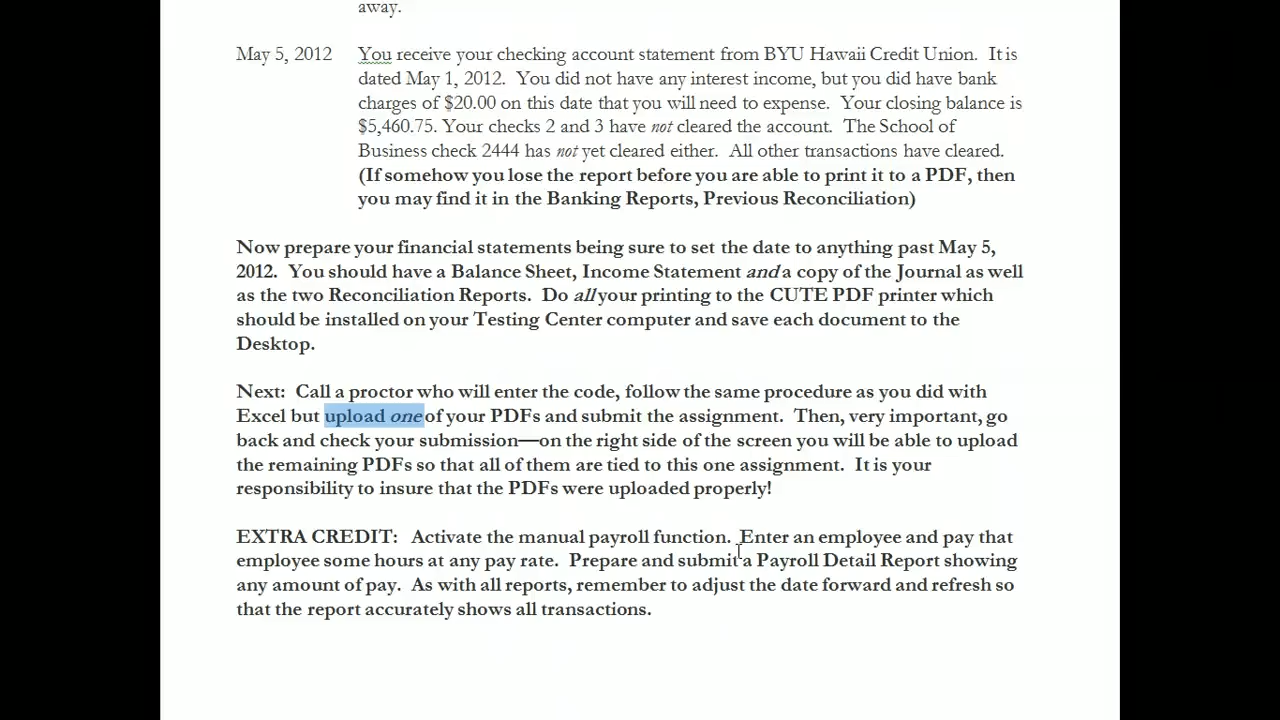 away.
May 5, 2012 You receive your checking account statement from BYU Hawaii Credit Union. It is
dated May 1, 2012. You did not have any interest income, but you did have bank
charges of $20.00 on this date that you will need to expense. Your closing balance is
$5,460.75. Your checks 2 and 3 have not cleared the account. The School of
Business check 2444 has not yet cleared either. All other transactions have cleared.
(If somehow you lose the report before you are able to print it to a PDF, then
you may find it in the Banking Reports, Previous Reconciliation)
Now prepare your financial statements being sure to set the date to anything past May 5,
2012. You should have a Balance Sheet, Income Statement and a copy of the Journal as well
as the two Reconciliation Reports. Do all your printing to the CUTE PDF printer which
should be installed on your Testing Center computer and save each document to the
Desktop.
Next: Call a proctor who will enter the code, follow the same procedure as you did with
Excel but upload one of your PDFs and submit the assignment. Then, very important, go
back and check your submission—on the right side of the screen you will be able to upload
the remaining PDFs so that all of them are tied to this one assignment. It is your
responsibility to insure that the PDFs were uploaded properly!
EXTRA CREDIT: Activate the manual payroll function. Enter an employee and pay that
employee some hours at any pay rate. Prepare and submit a Payroll Detail Report showing
any amount of pay. As with all reports, remember to adjust the date forward and refresh so
that the report accurately shows all transactions.